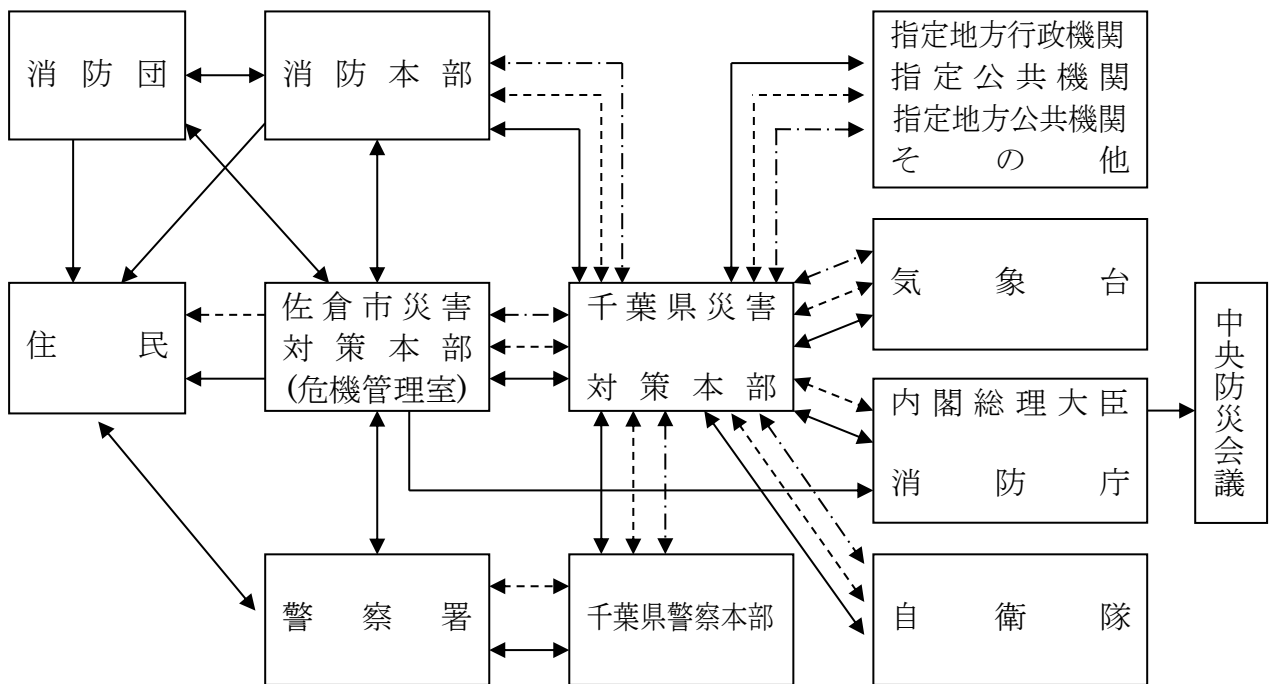 消防団
消防本部
指定地方行政機関
指定公共機関
指定地方公共機関
その他
気象台
住民
佐倉市災害
対策本部
(危機管理室)
千葉県災害
対策本部
内閣総理大臣
消防庁
中央防災会議
警察署
千葉県警察本部
自衛隊